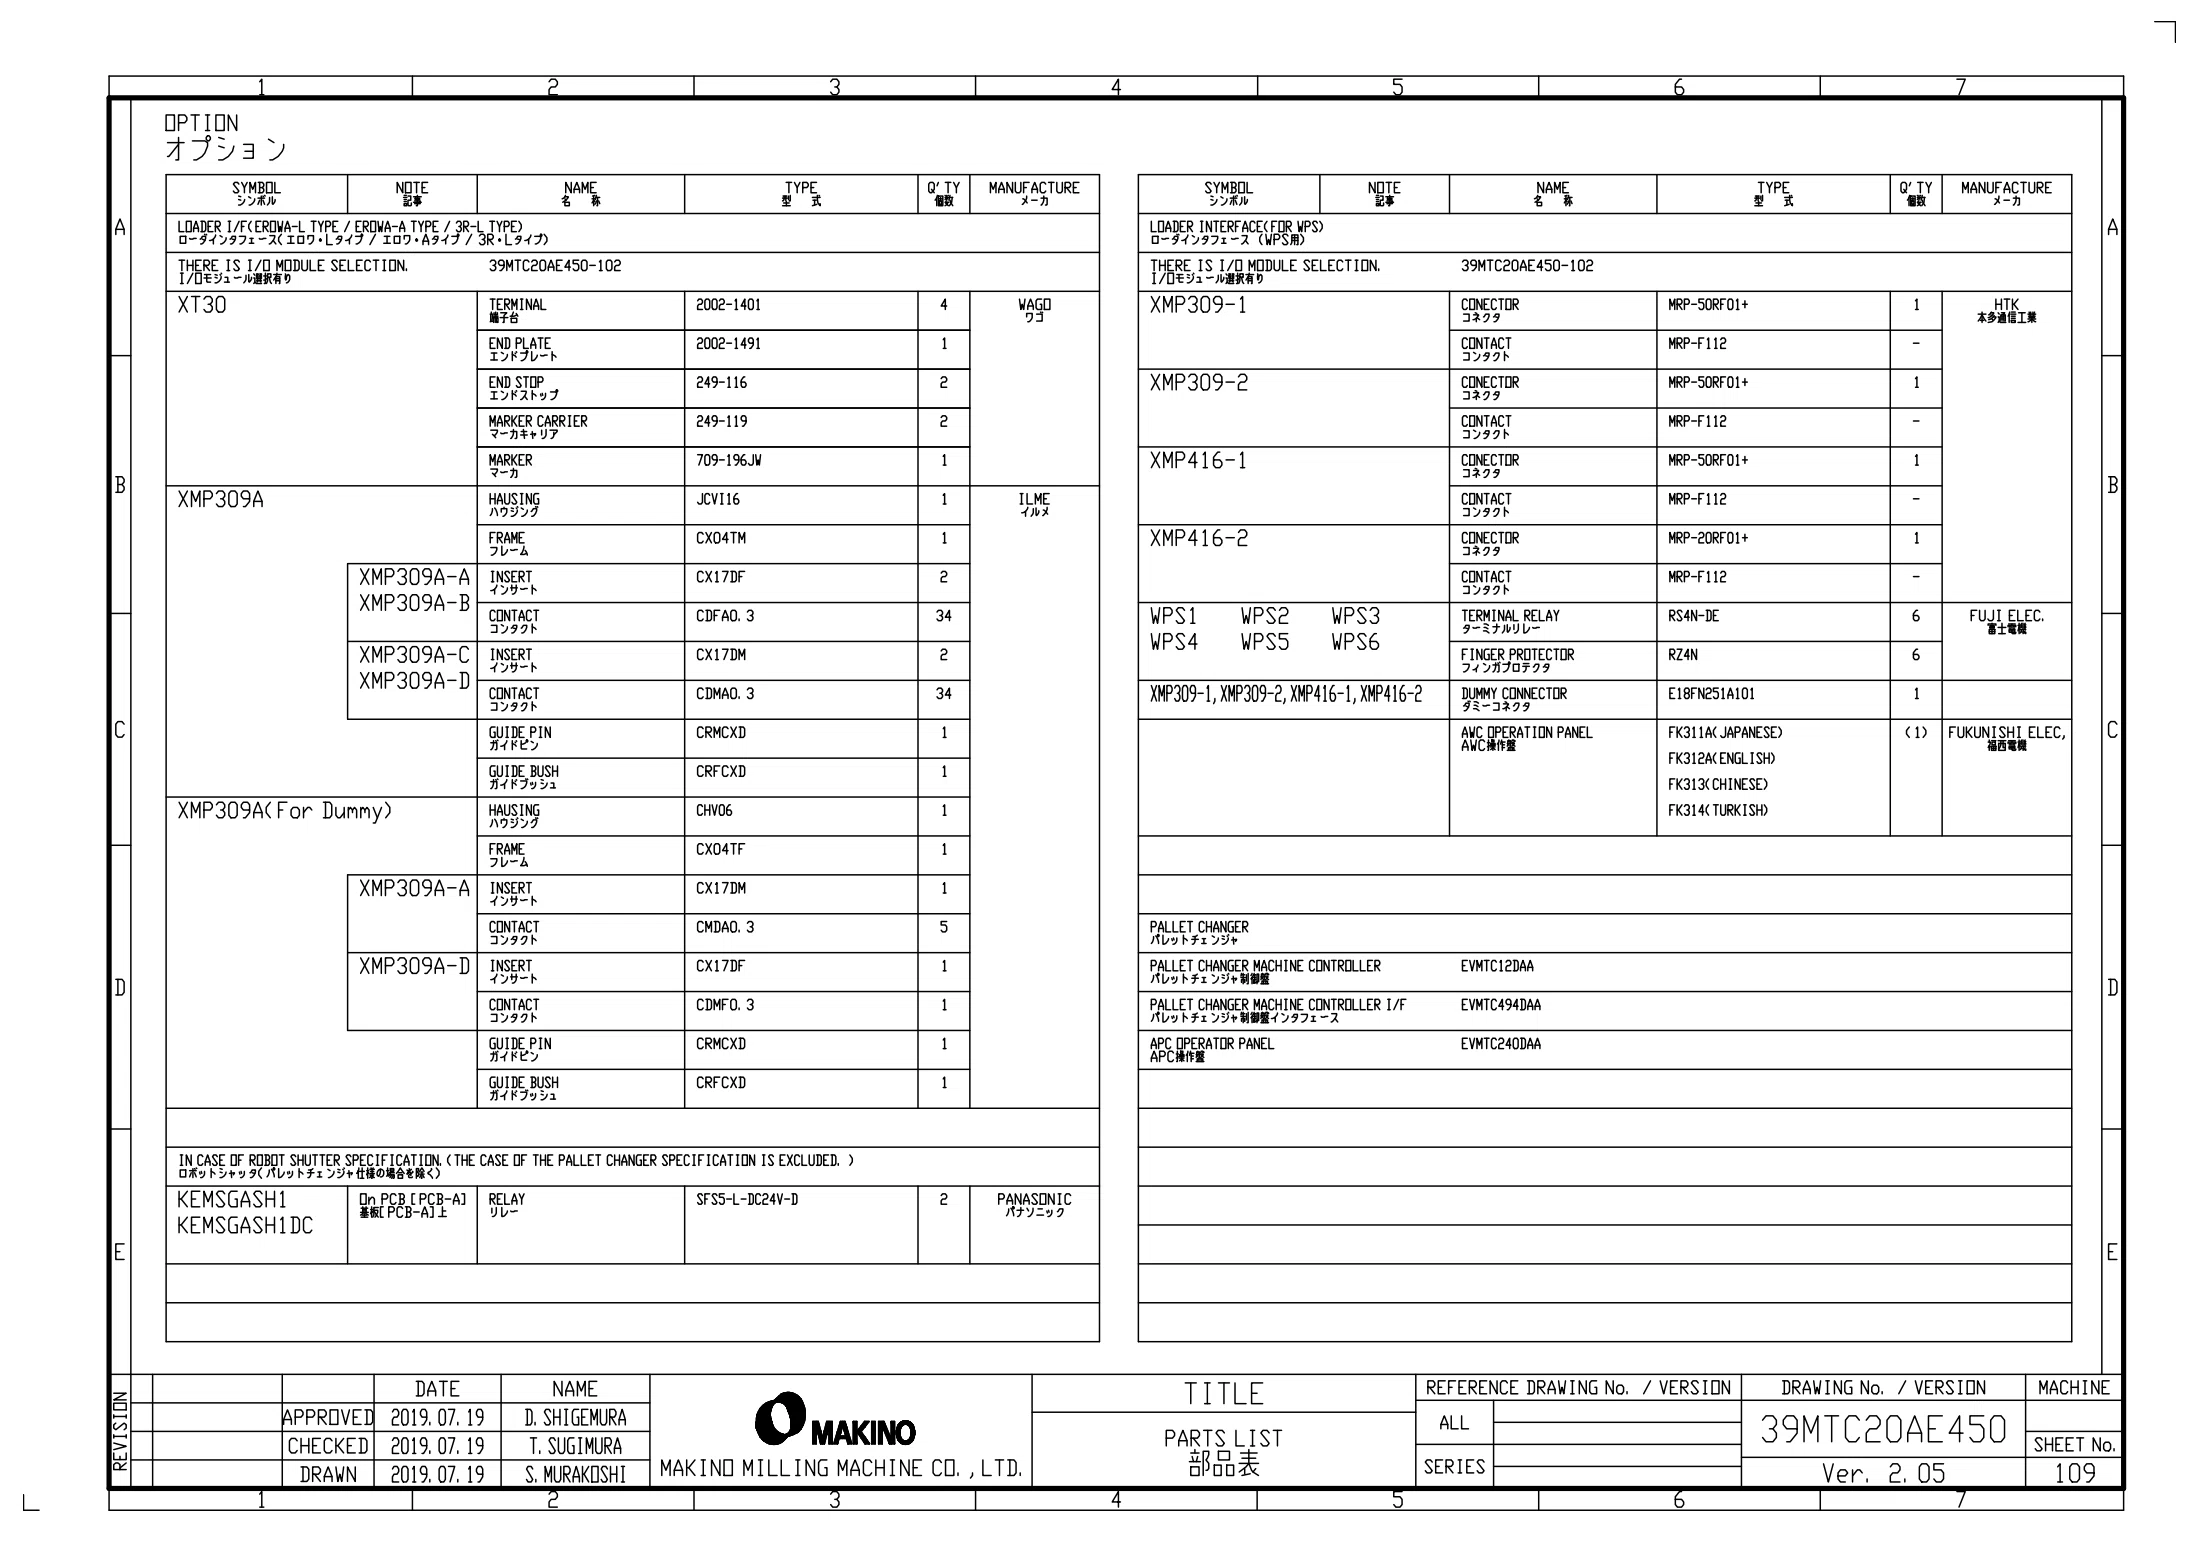 1 2 3 4 5 6 7
OPTION
オプション
SYMBOL NOTE NAME TYPE Q'TY MANUFACTURE
シンボル 記事 名 称 型 式 個数 メーカ
LOADER I/F(EROWA-L TYPE / EROWA-A TYPE / 3R-L TYPE)
ローダインタフェース(エロワ・Lタイプ / エロワ・Aタイプ / 3R・Lタイプ)
THERE IS I/O MODULE SELECTION. 39MTC20AE450-102
I/Oモジュール選択有り
XT30 TERMINAL 2002-1401 4 WAGO
端子台 ワゴ
END PLATE 2002-1491 1
エンドプレート
END STOP 249-116 2
エンドストップ
MARKER CARRIER 249-119 2
マーカキャリア
MARKER 709-196JW 1
マーカ
XMP309A HAUSING JCVI16 1 ILME
ハウジング イルメ
FRAME CX04TM 1
フレーム
XMP309A-A INSERT CX17DF 2
インサート
XMP309A-B
CONTACT CDFA0.3 34
コンタクト
XMP309A-C INSERT CX17DM 2
インサート
XMP309A-D
CONTACT CDMA0.3 34
コンタクト
GUIDE PIN CRMCXD 1
ガイドピン
GUIDE BUSH CRFCXD 1
ガイドブッシュ
XMP309A(For Dummy) HAUSING CHV06 1
ハウジング
FRAME CX04TF 1
フレーム
XMP309A-A INSERT CX17DM 1
インサート
CONTACT CMDA0.3 5
コンタクト
XMP309A-D INSERT CX17DF 1
インサート
CONTACT CDMF0.3 1
コンタクト
GUIDE PIN CRMCXD 1
ガイドピン
GUIDE BUSH CRFCXD 1
ガイドブッシュ
IN CASE OF ROBOT SHUTTER SPECIFICATION.(THE CASE OF THE PALLET CHANGER SPECIFICATION IS EXCLUDED. )
ロボットシャッタ(パレットチェンジャ仕様の場合を除く)
KEMSGASH1 On PCB [PCB-A] RELAY SFS5-L-DC24V-D 2 PANASONIC
基板[PCB-A]上 リレー パナソニック
KEMSGASH1DC
SYMBOL NOTE NAME TYPE Q'TY MANUFACTURE
シンボル 記事 名 称 型 式 個数 メーカ
LOADER INTERFACE(FOR WPS)
ローダインタフェース (WPS用)
THERE IS I/O MODULE SELECTION. 39MTC20AE450-102
I/Oモジュール選択有り
XMP309-1 CONECTOR MRP-50RF01+ 1 HTK
コネクタ 本多通信工業
CONTACT MRP-F112 -
コンタクト
XMP309-2 CONECTOR MRP-50RF01+ 1
コネクタ
CONTACT MRP-F112 -
コンタクト
XMP416-1 CONECTOR MRP-50RF01+ 1
コネクタ
CONTACT MRP-F112 -
コンタクト
XMP416-2 CONECTOR MRP-20RF01+ 1
コネクタ
CONTACT MRP-F112 -
コンタクト
WPS1 WPS2 WPS3 TERMINAL RELAY RS4N-DE 6 FUJI ELEC.
ターミナルリレー 富士電機
WPS4 WPS5 WPS6
FINGER PROTECTOR RZ4N 6
フィンガプロテクタ
XMP309-1, XMP309-2, XMP416-1, XMP416-2 DUMMY CONNECTOR E18FN251A101 1
ダミーコネクタ
AWC OPERATION PANEL FK311A(JAPANESE) (1) FUKUNISHI ELEC,
AWC操作盤 福西電機
FK312A(ENGLISH)
FK313(CHINESE)
FK314(TURKISH)
PALLET CHANGER
パレットチェンジャ
PALLET CHANGER MACHINE CONTROLLER EVMTC12DAA
パレットチェンジャ制御盤
PALLET CHANGER MACHINE CONTROLLER I/F EVMTC494DAA
パレットチェンジャ制御盤インタフェース
APC OPERATOR PANEL EVMTC240DAA
APC操作盤
A A
B B
C C
D D
E E
REVISION
DATE NAME
APPROVED 2019.07.19 D. SHIGEMURA
CHECKED 2019.07.19 T. SUGIMURA
DRAWN 2019.07.19 S. MURAKOSHI
MAKINO
MAKINO MILLING MACHINE CO. ,LTD.
TITLE
PARTS LIST
部品表
REFERENCE DRAWING No. / VERSION
ALL
SERIES
DRAWING No. / VERSION
39MTC20AE450
Ver. 2.05
MACHINE
SHEET No.
109
1 2 3 4 5 6 7